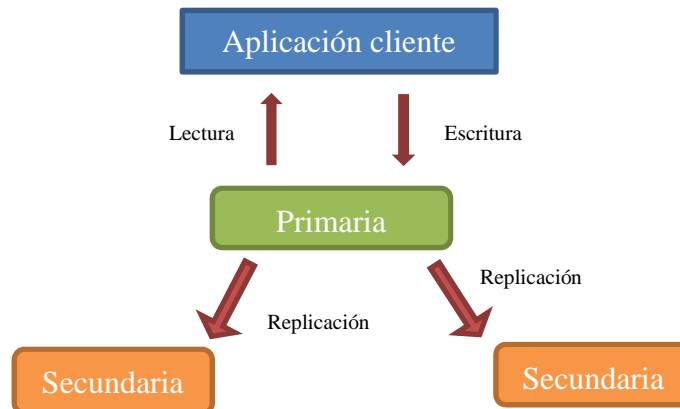 Aplicación cliente
Lectura
Escritura
Primaria
Replicación
Replicación
Secundaria
Secundaria